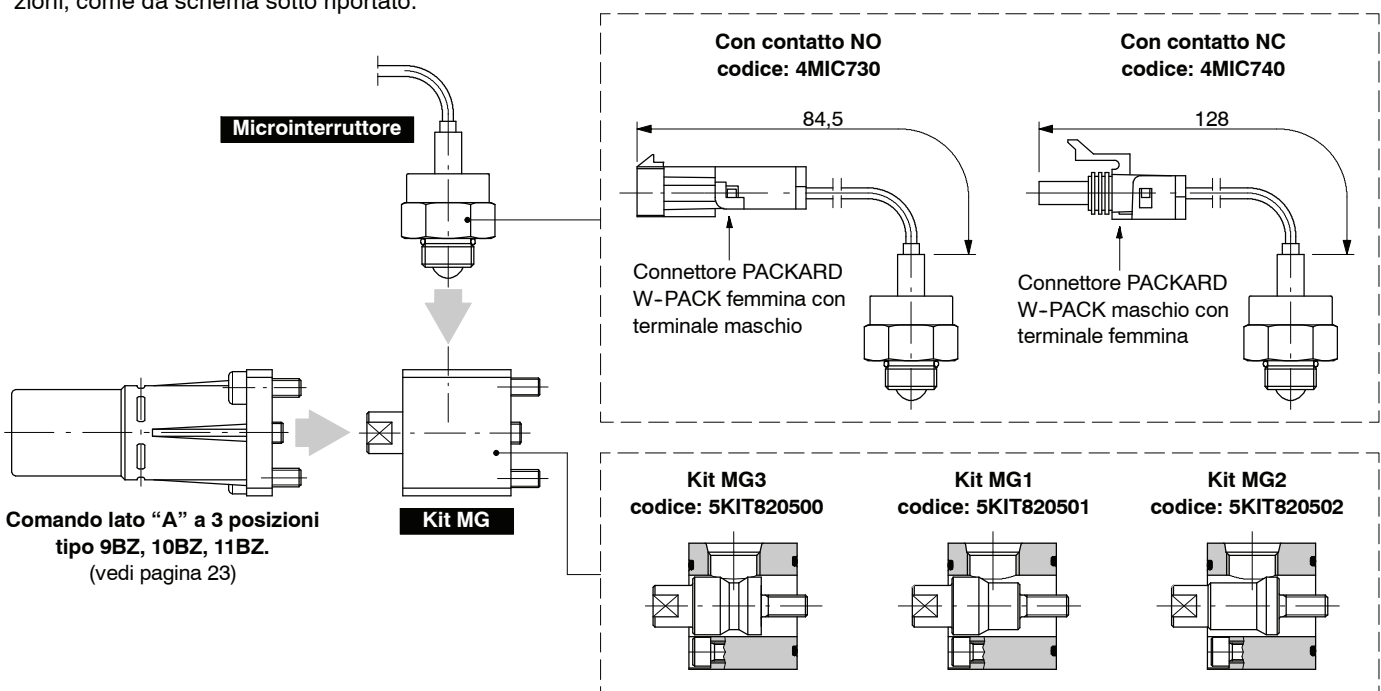 zioni, come da schema sotto riportato.
Microinterruttore
Con contatto NO
codice: 4MIC730
84,5
Connettore PACKARD
W-PACK femmina con
terminale maschio
Con contatto NC
codice: 4MIC740
128
Connettore PACKARD
W-PACK maschio con
terminale femmina
Comando lato “A” a 3 posizioni
tipo 9BZ, 10BZ, 11BZ.
(vedi pagina 23)
Kit MG
Kit MG3
codice: 5KIT820500
Kit MG1
codice: 5KIT820501
Kit MG2
codice: 5KIT820502